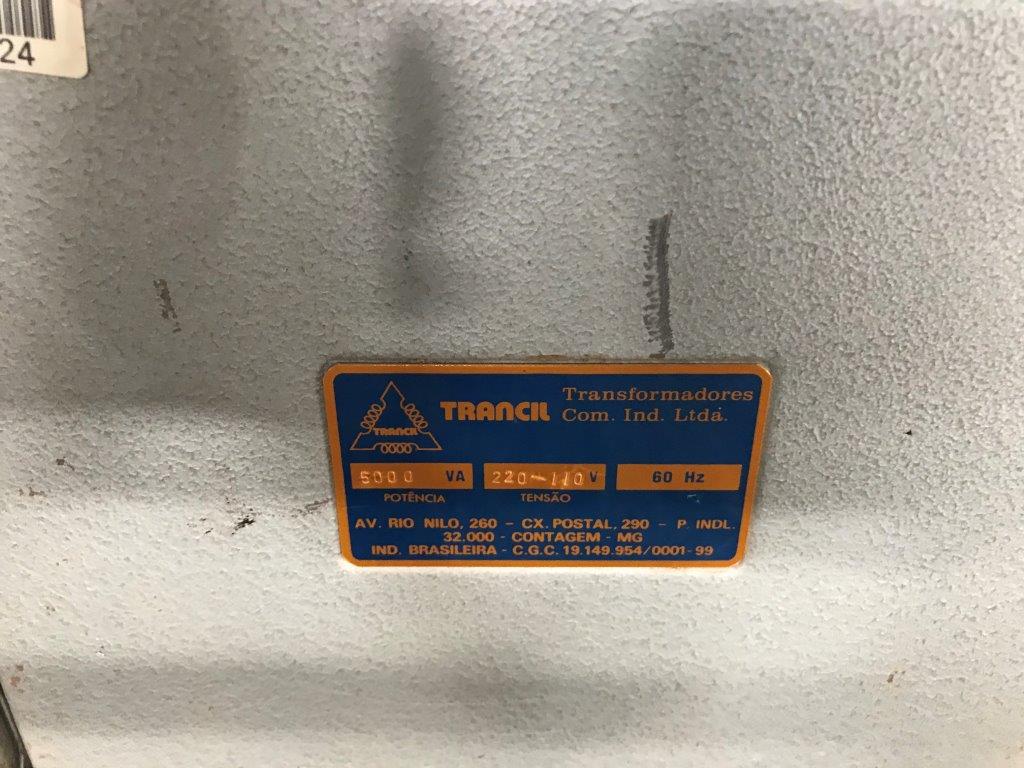 24
TRANCIL
TRANCIL
Transformadores
Com. Ind. Ltda.
5000 VA 220-110 V 60 Hz
POTÊNCIA TENSÃO
AV. RIO NILO, 260 - CX. POSTAL, 290 - P. INDL.
32.000 - CONTAGEM - MG
IND. BRASILEIRA - C.G.C. 19.149.954/0001-99